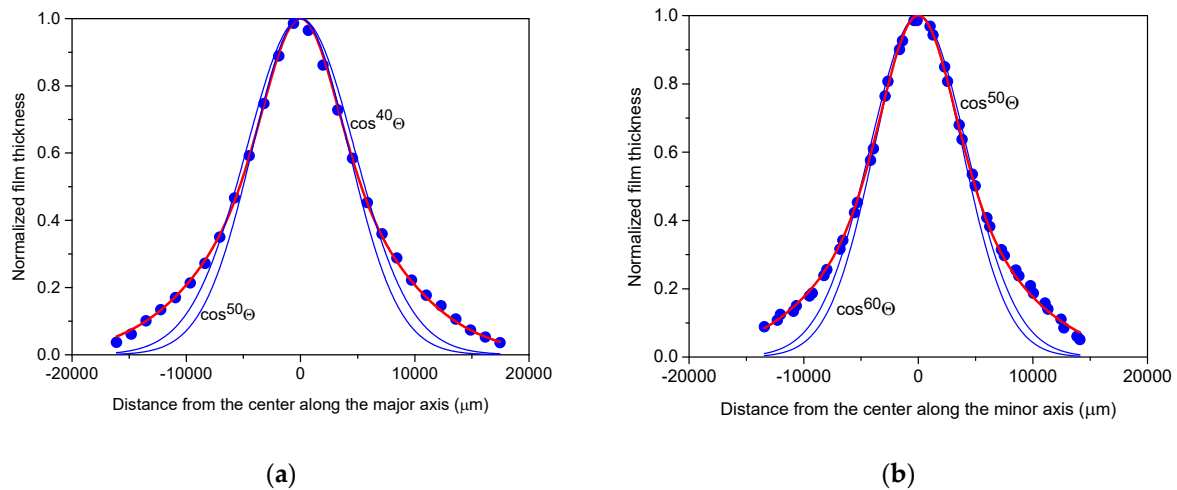 (a)
Normalized film thickness
1.0
0.8
0.6
0.4
0.2
0.0
cos40Θ
cos50Θ
-20000 -10000 0 10000 20000
Distance from the center along the major axis (μm)
(a)
(b)
Normalized film thickness
1.0
0.8
0.6
0.4
0.2
0.0
cos50Θ
cos60Θ
-20000 -10000 0 10000 20000
Distance from the center along the minor axis (μm)
(b)